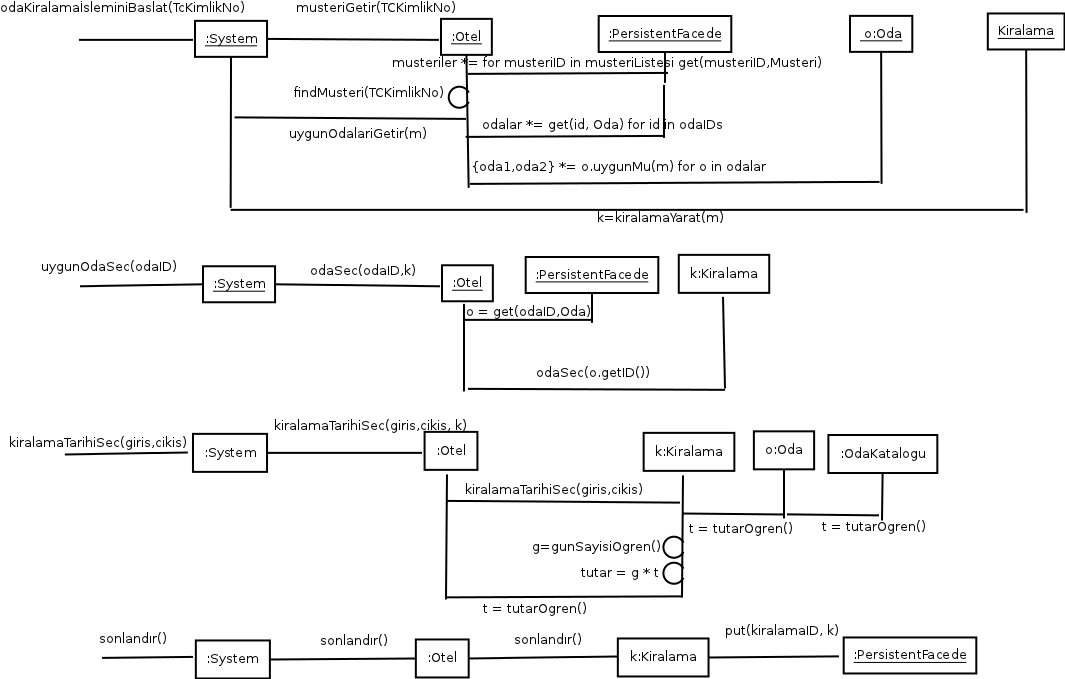 odaKiralamaİsleminiBaslat(TcKimlikNo)
musteriGetir(TCKimlikNo)
:System
:Otel
:PersistentFacede
o:Oda
Kiralama
musteriler *= for musteriID in musteriListesi get(musteriID,Musteri)
findMusteri(TCKimlikNo)
uygunOdalariGetir(m)
odalar *= get(id, Oda) for id in odaIDs
{oda1,oda2} *= o.uygunMu(m) for o in odalar
k=kiralamaYarat(m)
uygunOdaSec(odaID)
:System
odaSec(odaID,k)
:Otel
:PersistentFacede
k:Kiralama
o = get(odaID,Oda)
odaSec(o.getID())
kiralamaTarihiSec(giris,cikis)
:System
kiralamaTarihiSec(giris,cikis, k)
:Otel
k:Kiralama
o:Oda
:OdaKatalogu
kiralamaTarihiSec(giris,cikis)
t = tutarOgren()
t = tutarOgren()
g=gunSayisiOgren()
tutar = g * t
t = tutarOgren()
sonlandır()
:System
sonlandır()
:Otel
sonlandır()
k:Kiralama
put(kiralamaID, k)
:PersistentFacede